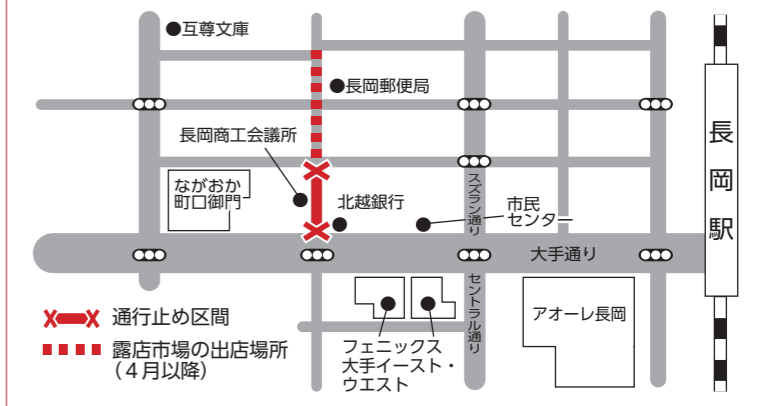 ●互尊文庫
●長岡郵便局
長岡商工会議所
ながおか
町口御門
北越銀行
市民
センター
スズラン通り
長岡駅
大手通り
セントラル通り
アオーレ長岡
フェニックス
大手イースト・
ウエスト
通行止め区間
露店市場の出店場所
（４月以降）